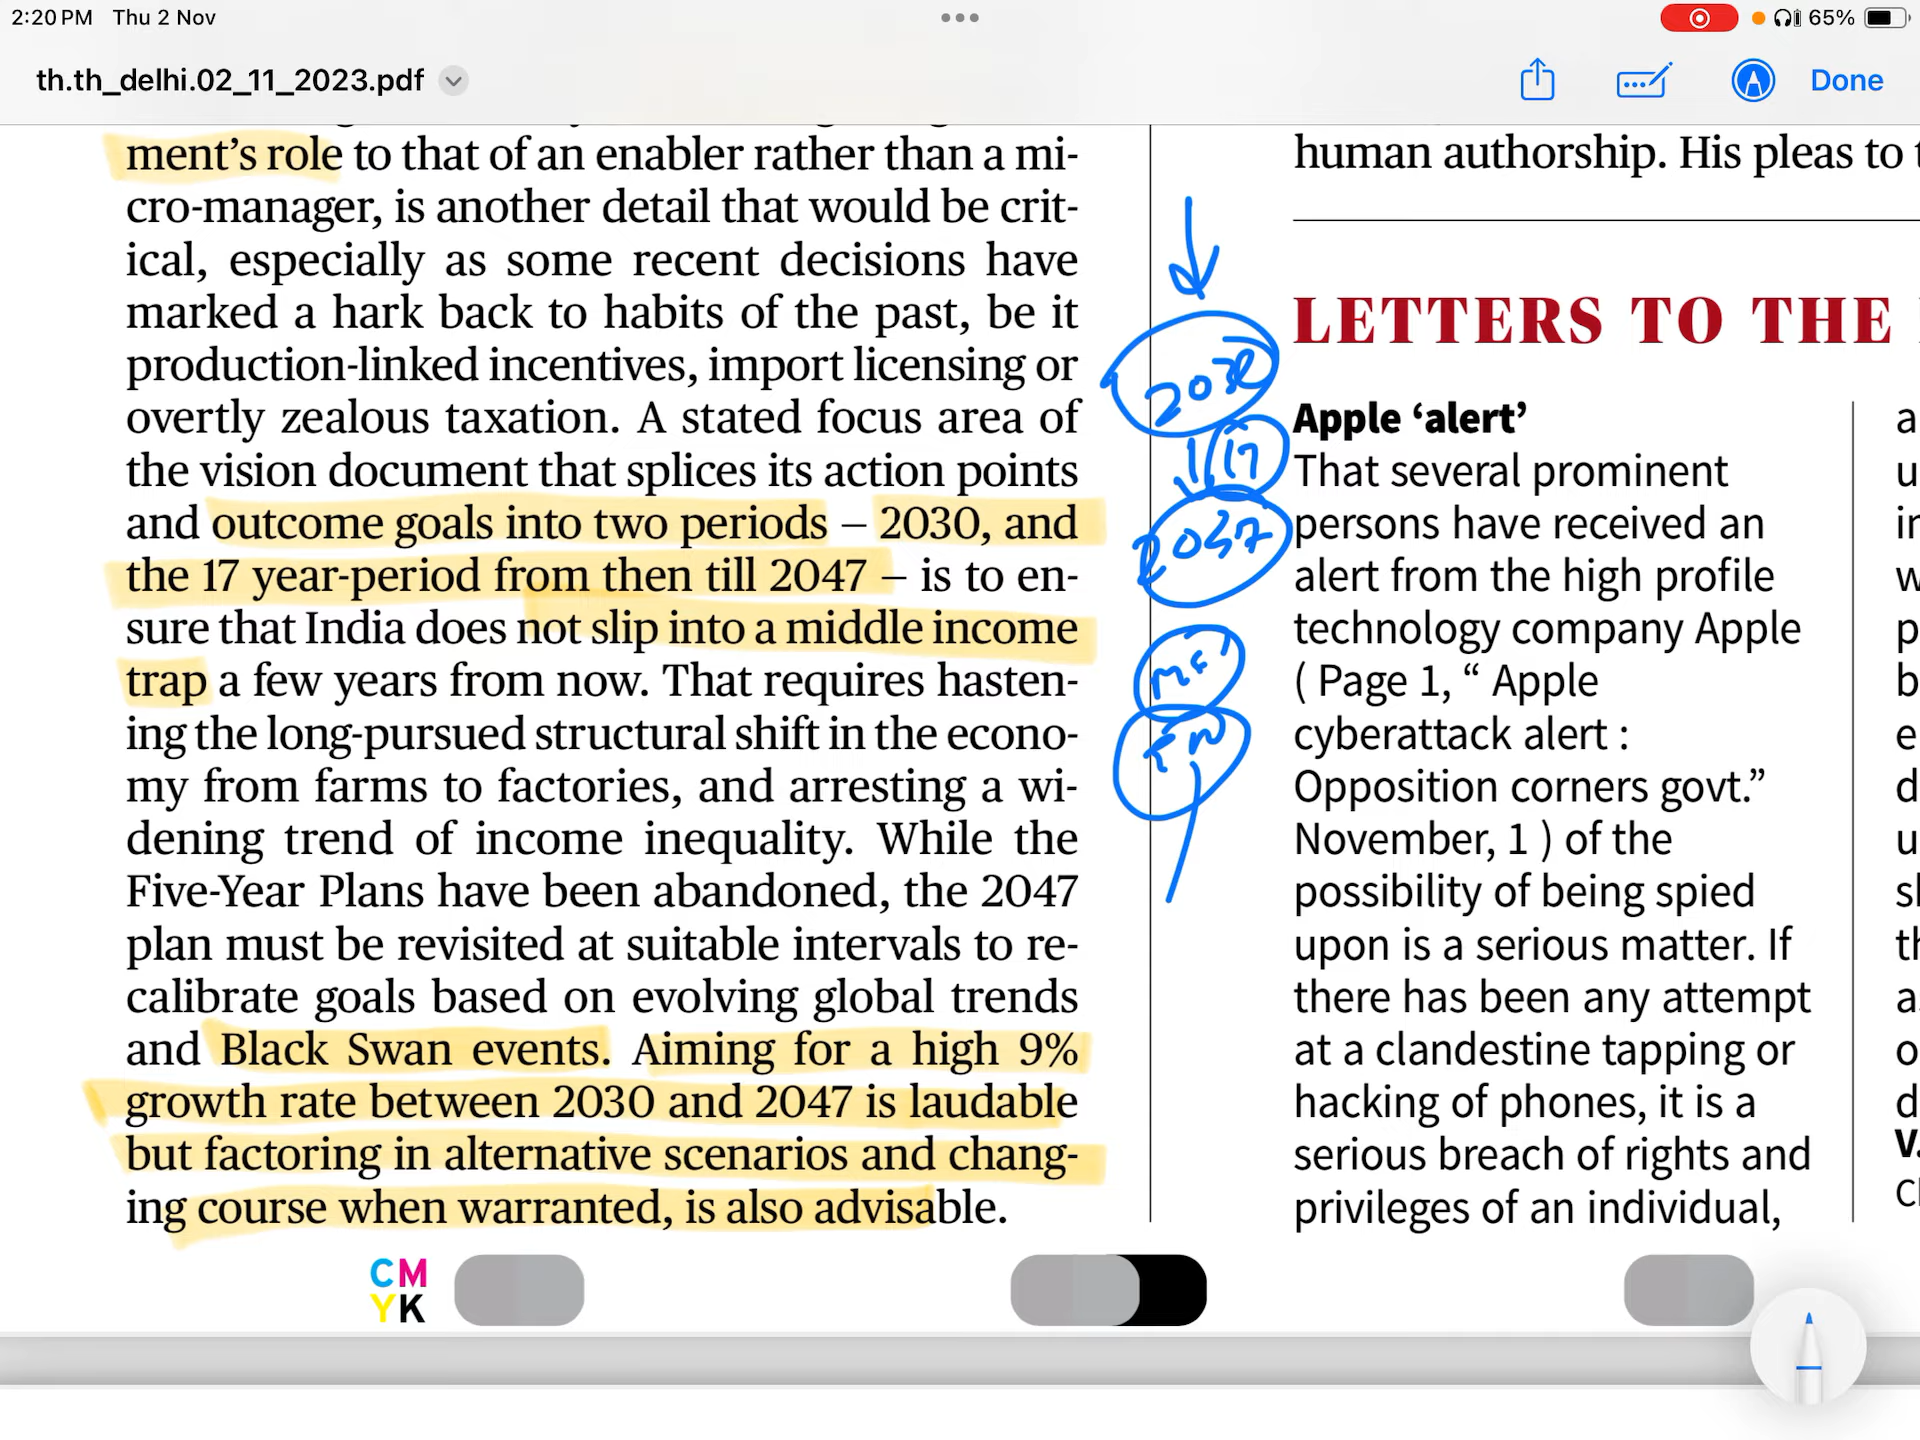 2:20 PM Thu 2 Nov
65%
th.th_delhi.02_11_2023.pdf
Done
ment’s role to that of an enabler rather than a mi-
cro-manager, is another detail that would be crit-
ical, especially as some recent decisions have
marked a hark back to habits of the past, be it
production-linked incentives, import licensing or
overtly zealous taxation. A stated focus area of
the vision document that splices its action points
and outcome goals into two periods – 2030, and
the 17 year-period from then till 2047 – is to en-
sure that India does not slip into a middle income
trap a few years from now. That requires hasten-
ing the long-pursued structural shift in the econo-
my from farms to factories, and arresting a wi-
dening trend of income inequality. While the
Five-Year Plans have been abandoned, the 2047
plan must be revisited at suitable intervals to re-
calibrate goals based on evolving global trends
and Black Swan events. Aiming for a high 9%
growth rate between 2030 and 2047 is laudable
but factoring in alternative scenarios and chang-
ing course when warranted, is also advisable.
2030
17
human authorship. His pleas to
LETTERS TO THE
Apple ‘alert’
That several prominent
persons have received an
alert from the high profile
technology company Apple
( Page 1, “ Apple
cyberattack alert :
Opposition corners govt.”
November, 1 ) of the
possibility of being spied
upon is a serious matter. If
there has been any attempt
at a clandestine tapping or
hacking of phones, it is a
serious breach of rights and
privileges of an individual,
CM
YK